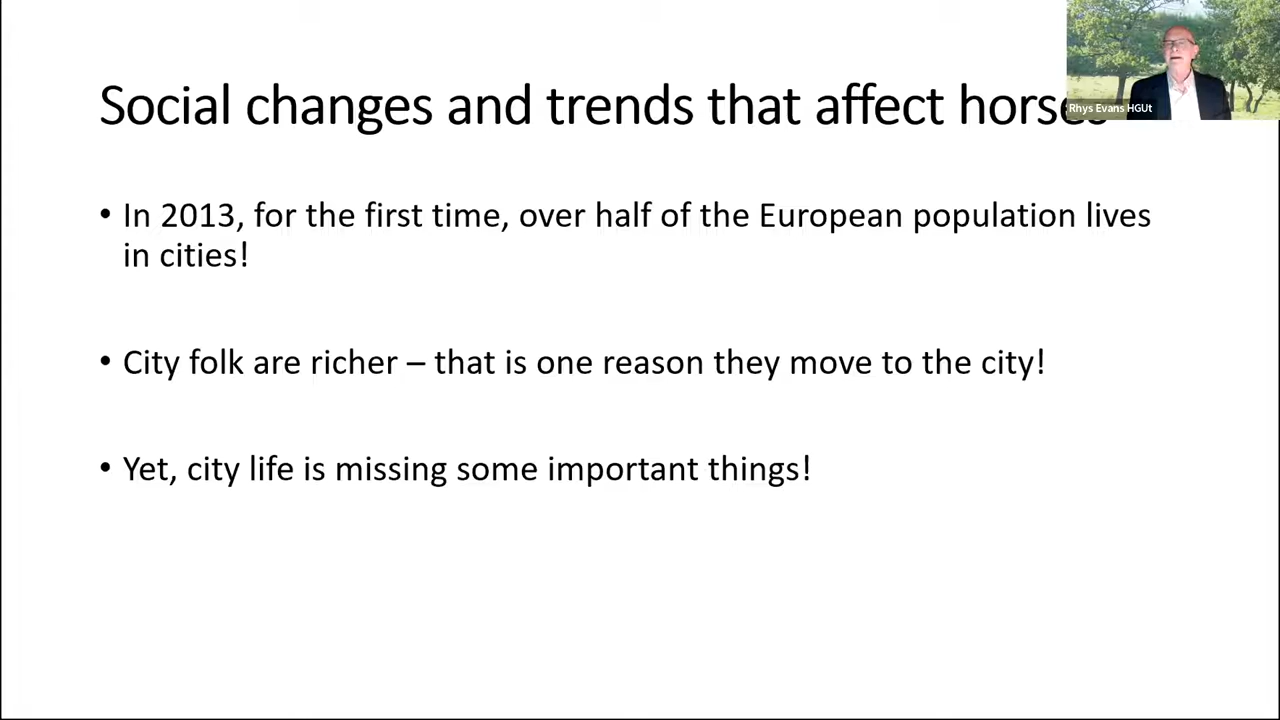 Social changes and trends that affect horses
Rhys Evans HGUt
• In 2013, for the first time, over half of the European population lives
in cities!
• City folk are richer – that is one reason they move to the city!
• Yet, city life is missing some important things!